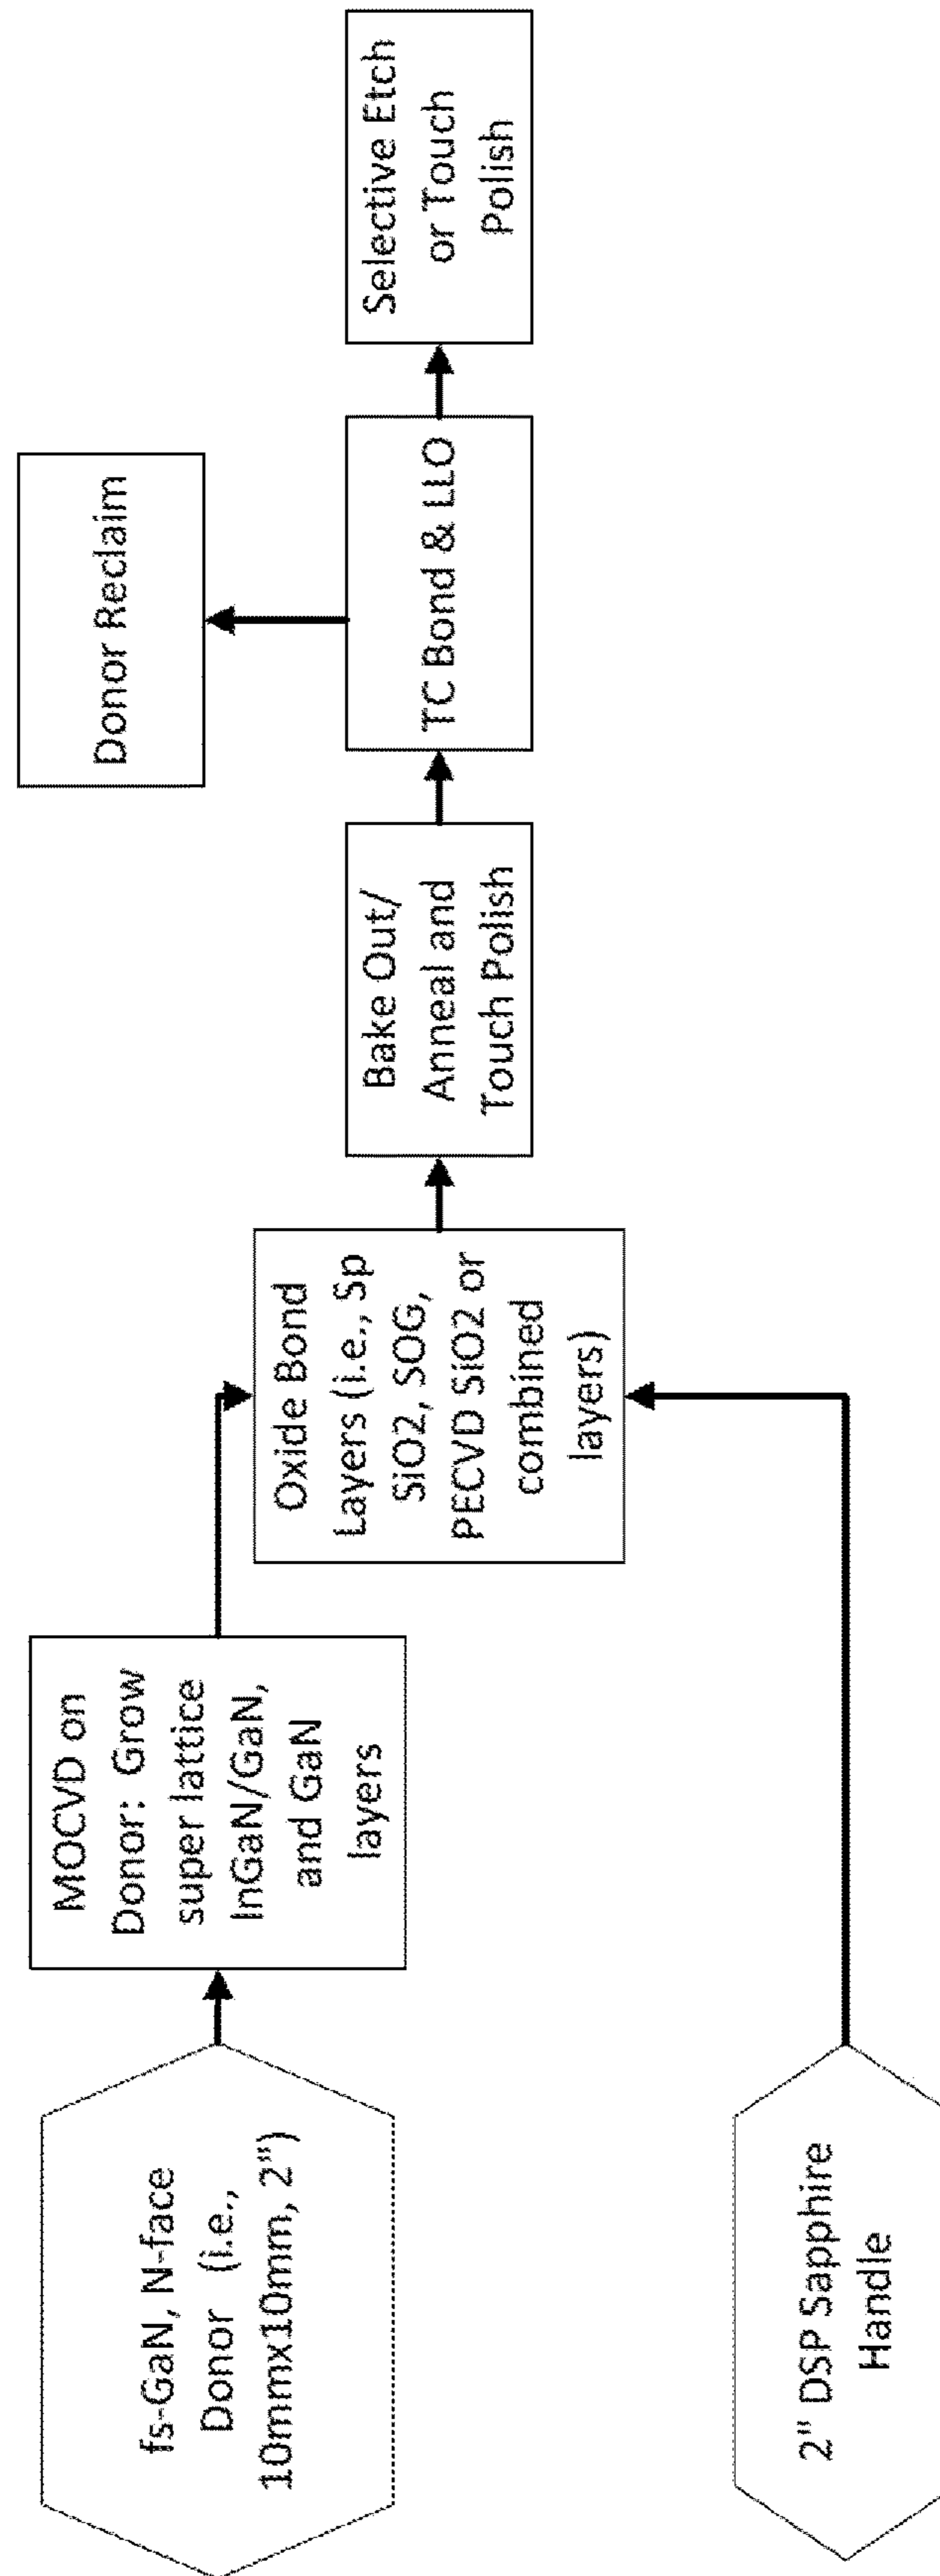 fs-GaN, N-face
Donor (i.e.,
10mmx10mm, 2")
MOCVD on
Donor: Grow
super lattice
InGaN/GaN,
and GaN
layers
2" DSP Sapphire
Handle
Oxide Bond
Layers (i.e., Sp
SiO2, SOG,
PECVD SiO2 or
combined
layers)
Bake Out/
Anneal and
Touch Polish
TC Bond & LLO
Donor Reclaim
Selective Etch
or Touch
Polish